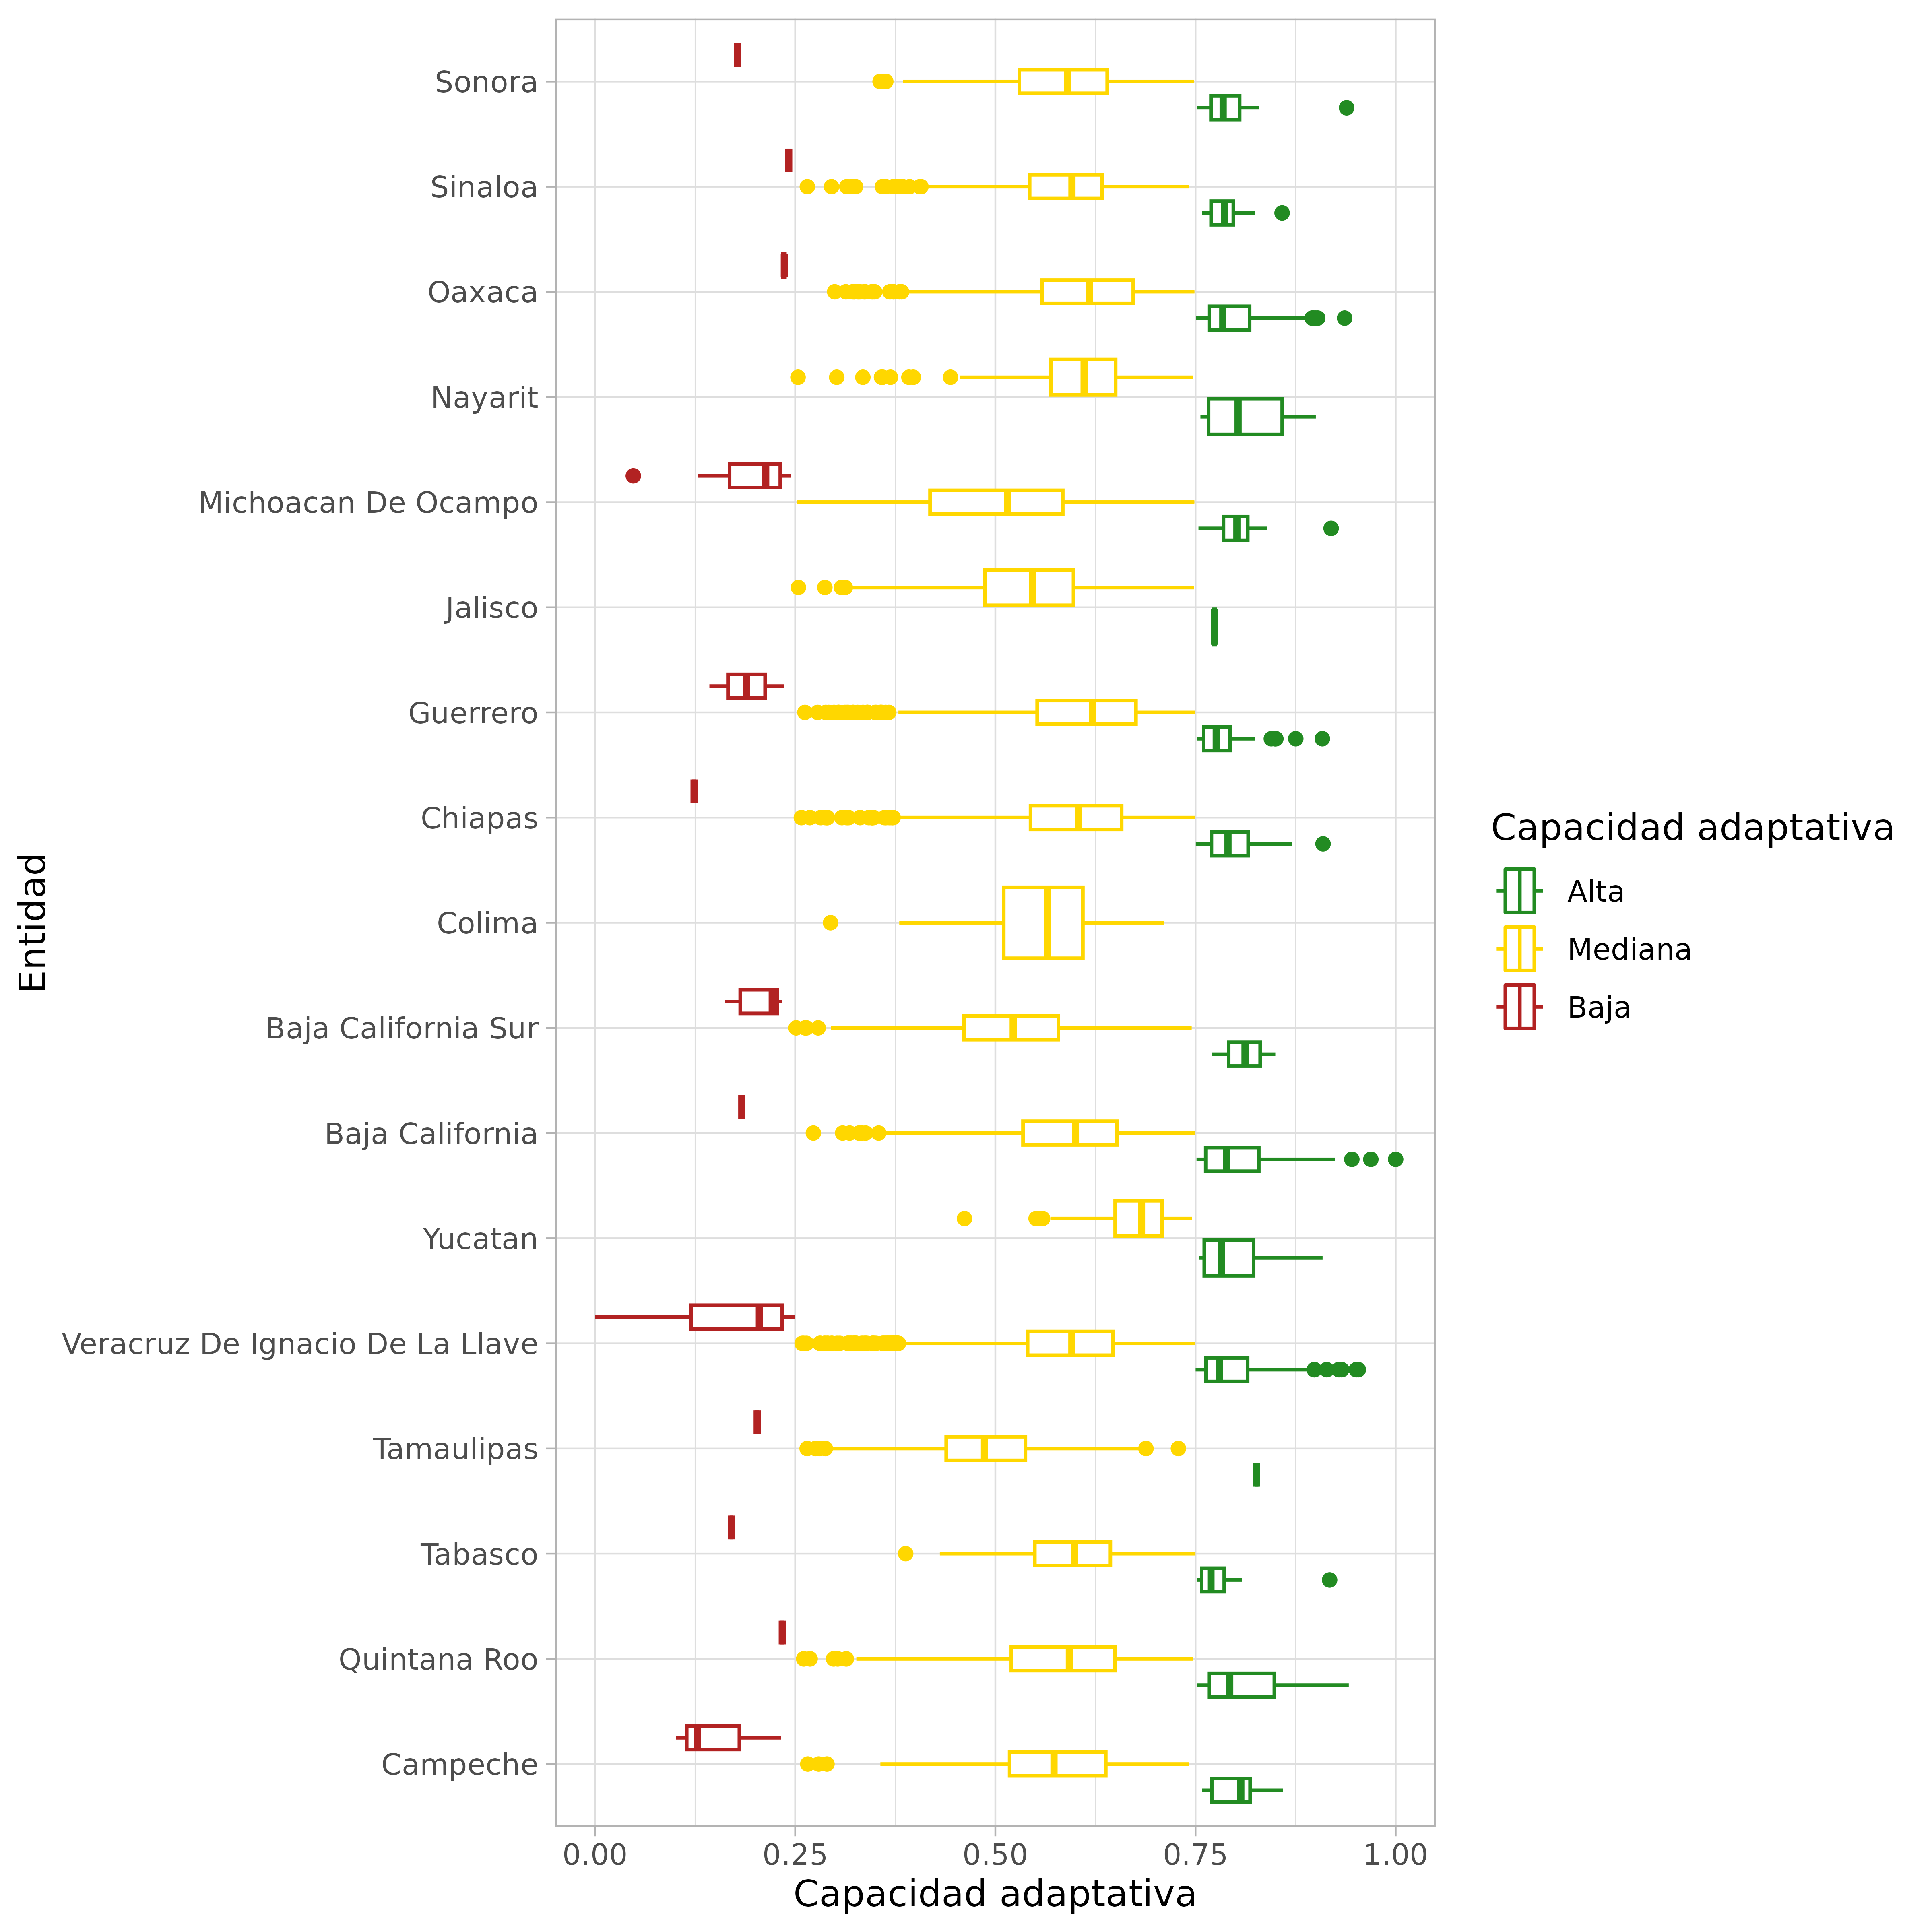 Entidad
Sonora
Sinaloa
Oaxaca
Nayarit
Michoacan De Ocampo
Jalisco
Guerrero
Chiapas
Colima
Baja California Sur
Baja California
Yucatan
Veracruz De Ignacio De La Llave
Tamaulipas
Tabasco
Quintana Roo
Campeche
0.00 0.25 0.50 0.75 1.00
Capacidad adaptativa
Capacidad adaptativa
Alta
Mediana
Baja